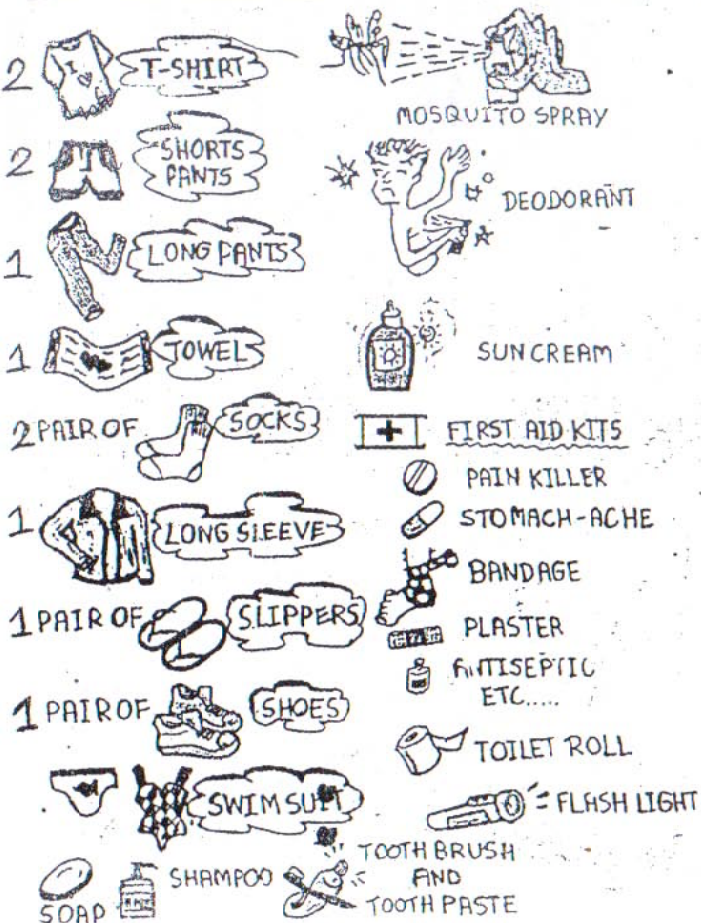 2 T-SHIRT
2 SHORTS
PANTS
1 LONG PANTS
1 TOWEL
2 PAIR OF SOCKS
1 LONG SLEEVE
1 PAIR OF SLIPPERS
1 PAIR OF SHOES
SWIM SUIT
SOAP
SHAMPOO
TOOTH BRUSH
AND
TOOTH PASTE
MOSQUITO SPRAY
DEODORANT
SUNCREAM
FIRST AID KITS
PAIN KILLER
STOMACH-ACHE
BANDAGE
PLASTER
ANTISEPTIC
ETC.....
TOILET ROLL
FLASH LIGHT